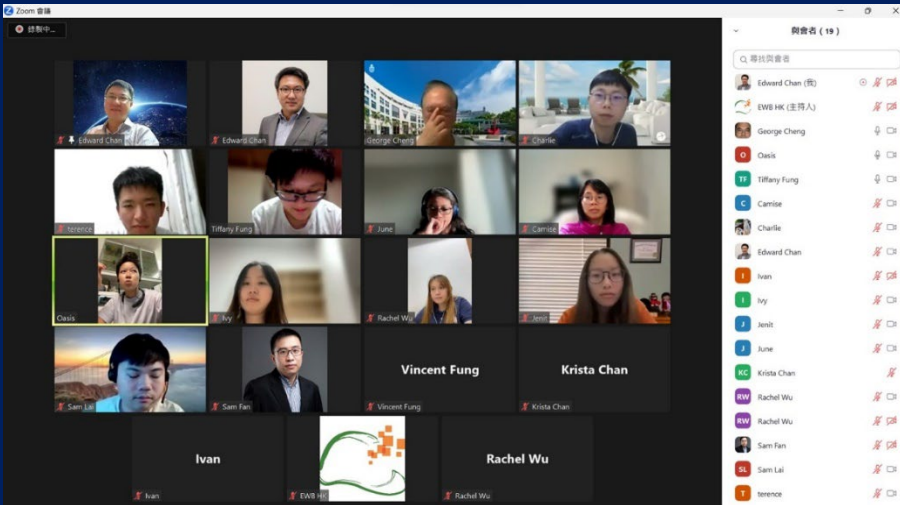 Zoom 會議
錄製中...
Edward Chan
Edward Chan
George Cheng
Charlie
terence
Tiffany Fung
June
Camise
Oasis
Ivy
Rachel Wu
Jenit
Sam Lai
Sam Fan
Vincent Fung
Vincent Fung
Krista Chan
Krista Chan
Ivan
Ivan
EWB HK
Rachel Wu
Rachel Wu
與會者 (19)
尋找與會者
Edward Chan (我)
EWB HK (主持人)
George Cheng
O Oasis
TF Tiffany Fung
C Camise
Charlie
Edward Chan
I Ivan
I Ivy
J Jenit
J June
KC Krista Chan
RW Rachel Wu
RW Rachel Wu
Sam Fan
SL Sam Lai
T terence